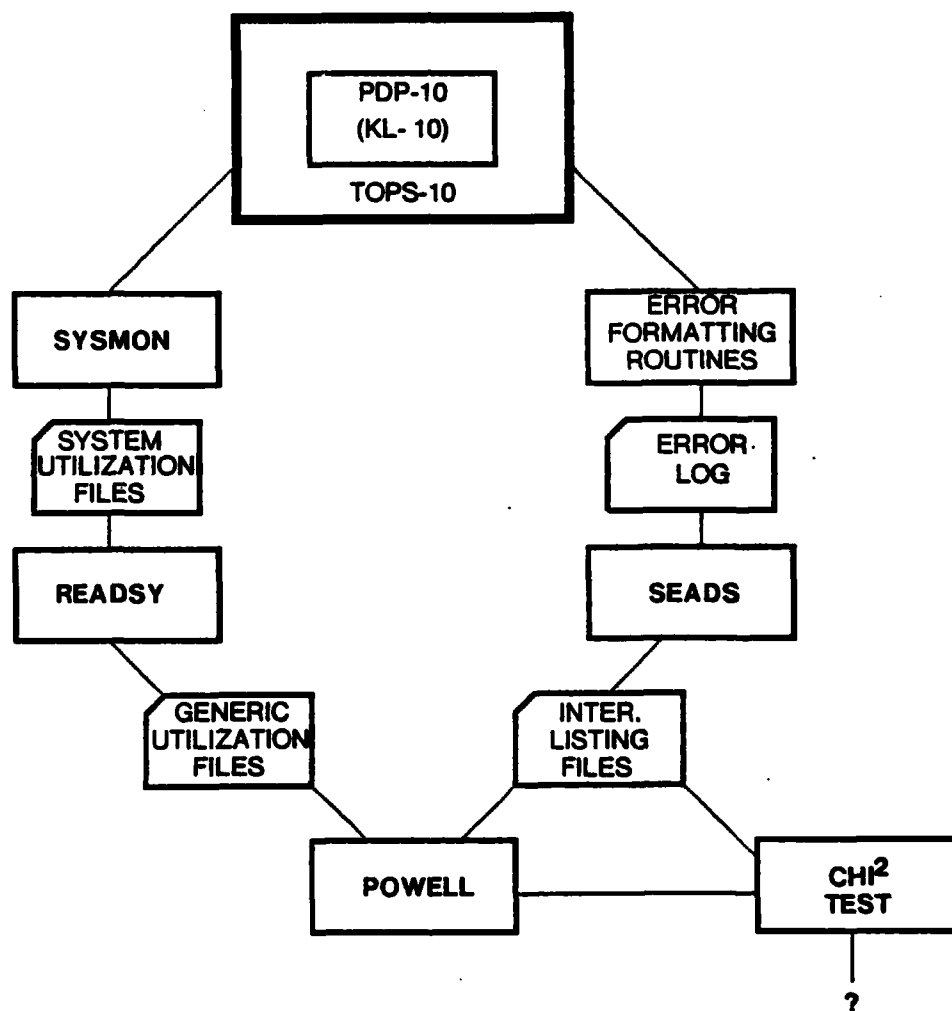 PDP-10
(KL- 10)
TOPS-10
SYSMON
ERROR
FORMATTING
ROUTINES
SYSTEM
UTILIZATION
FILES
ERROR
LOG
READSY
SEADS
GENERIC
UTILIZATION
FILES
INTER.
LISTING
FILES
POWELL
CHI²
TEST
?